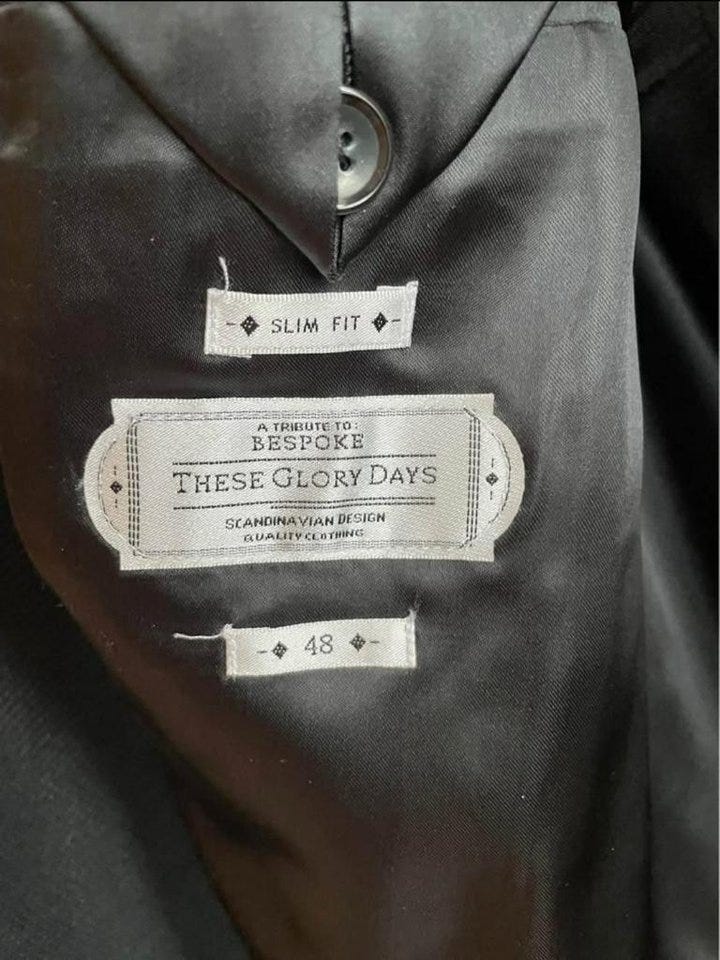 SLIM FIT
A TRIBUTE TO:
BESPOKE
THESE GLORY DAYS
SCANDINAVIAN DESIGN
QUALITY CLOTHING
48